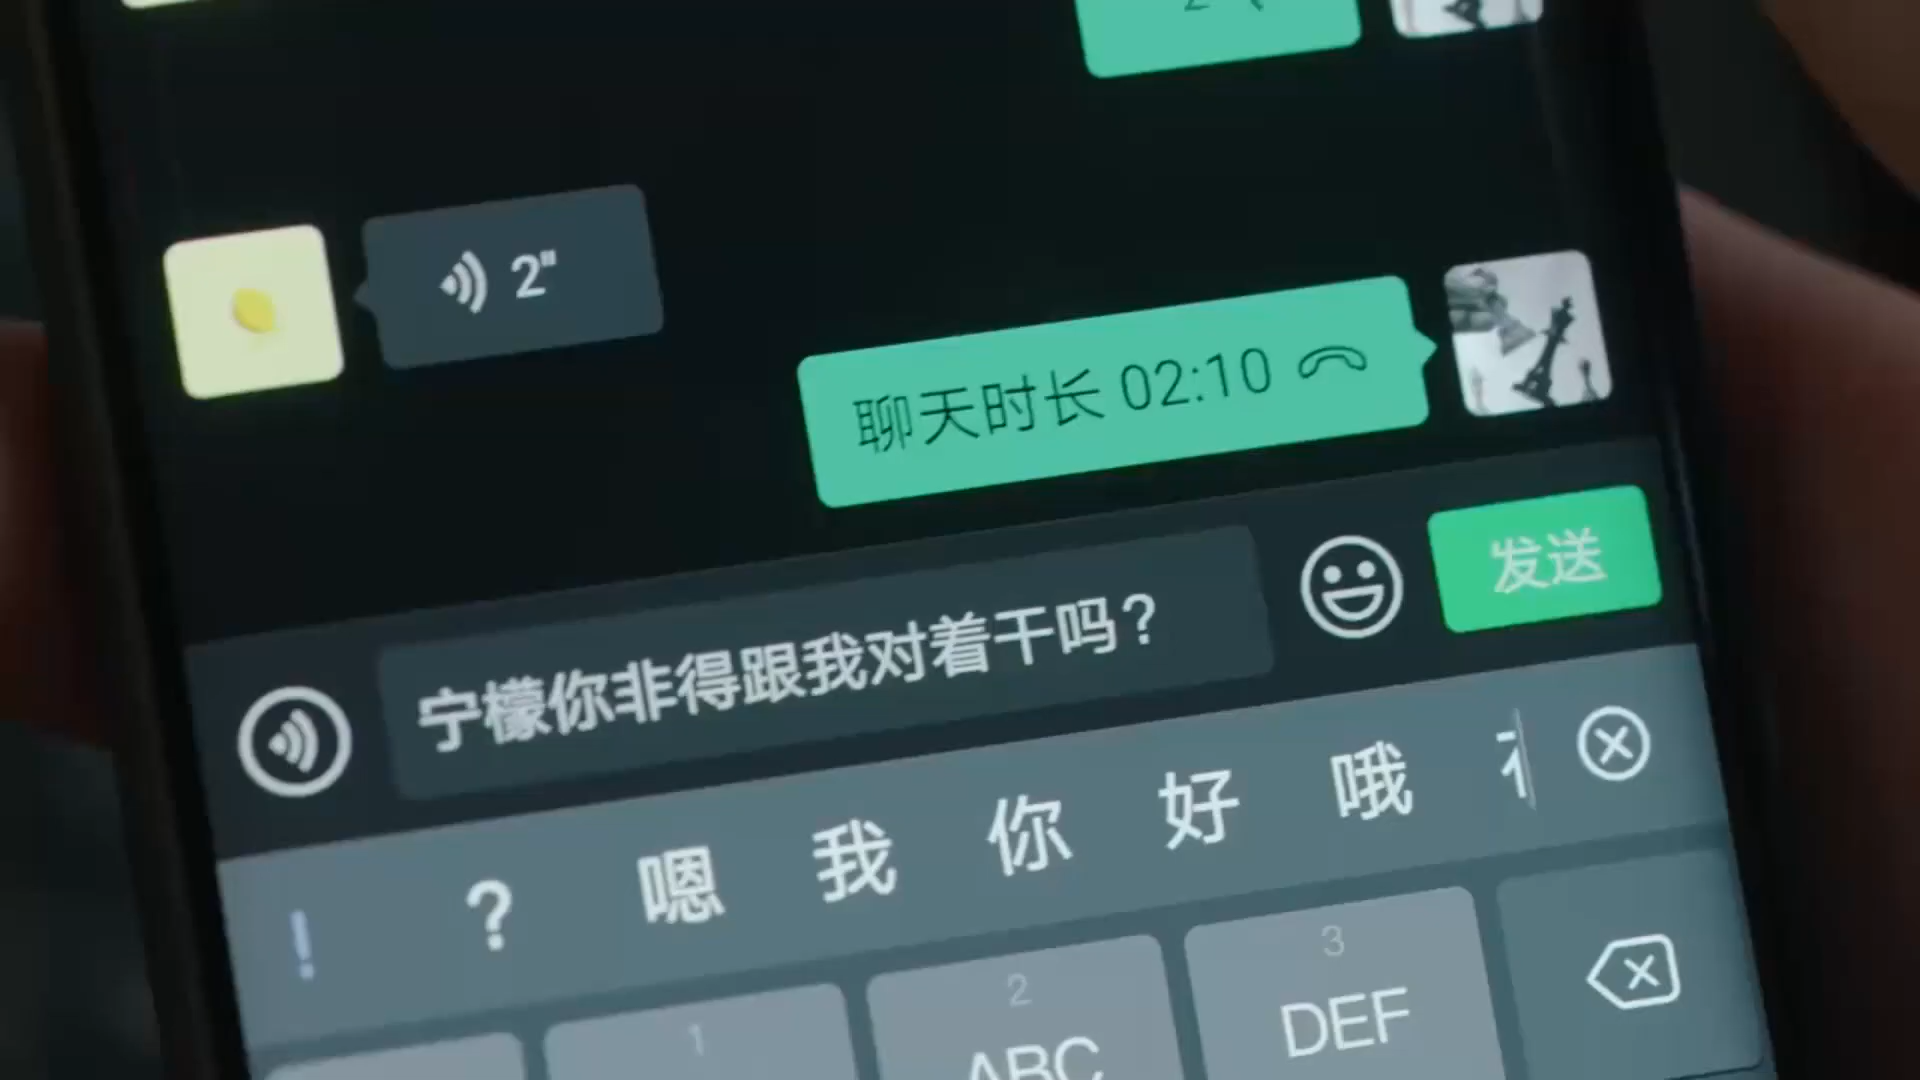 2"
聊天时长 02:10
发送
宁檬你非得跟我对着干吗？
! ? 嗯 我 你 好 哦
1 2 3
ABC DEF